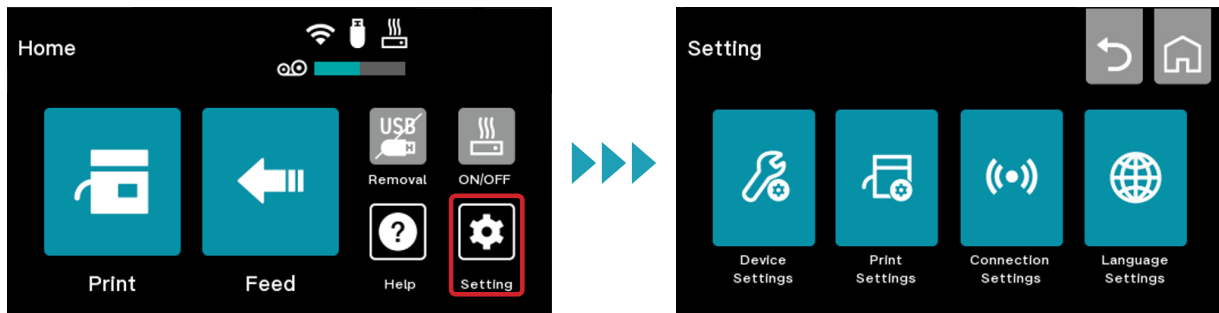 Home
USB
Removal
ON/OFF
Print
Feed
?
Help
Setting
Setting
Device
Settings
Print
Settings
Connection
Settings
Language
Settings